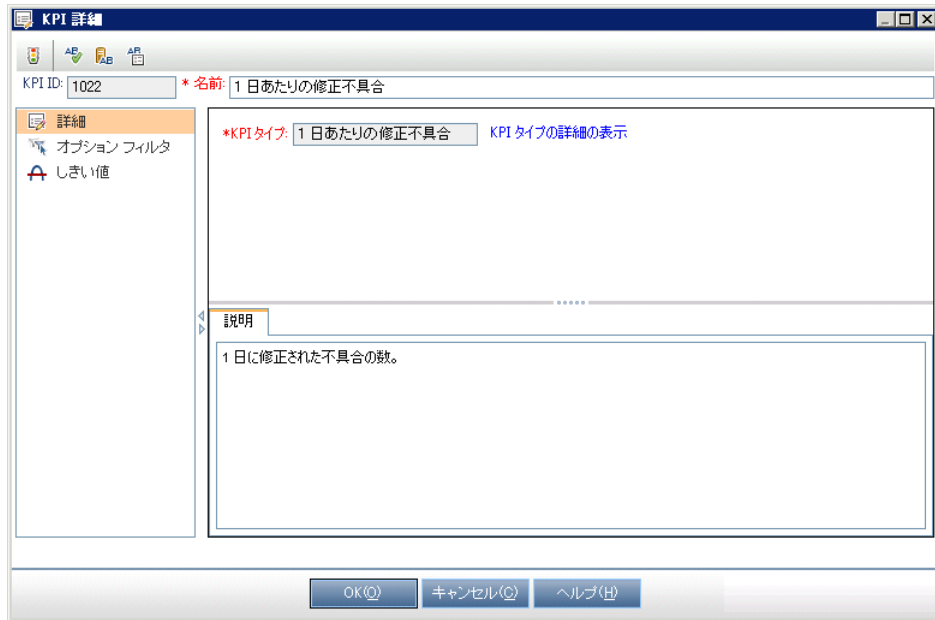 KPI 詳細
KPI ID: 1022 * 名前: 1 日あたりの修正不具合
詳細
オプション フィルタ
しきい値
*KPI タイプ: 1 日あたりの修正不具合 KPI タイプの詳細の表示
説明
1 日に修正された不具合の数。
OK(O) キャンセル(C) ヘルプ(H)